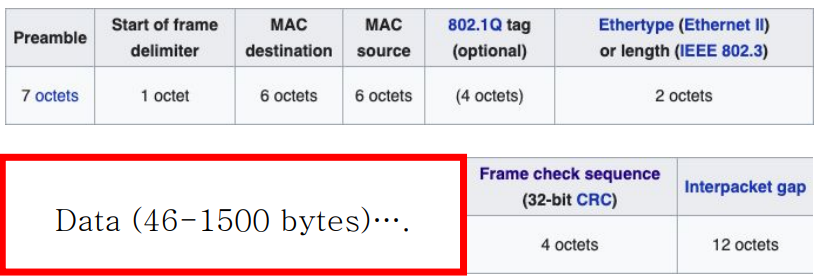 Preamble
Start of frame
delimiter
MAC
destination
MAC
source
802.1Q tag
(optional)
Ethertype (Ethernet II)
or length (IEEE 802.3)
7 octets
1 octet
6 octets
6 octets
(4 octets)
2 octets
Data (46-1500 bytes)….
Frame check sequence
(32-bit CRC)
Interpacket gap
4 octets
12 octets